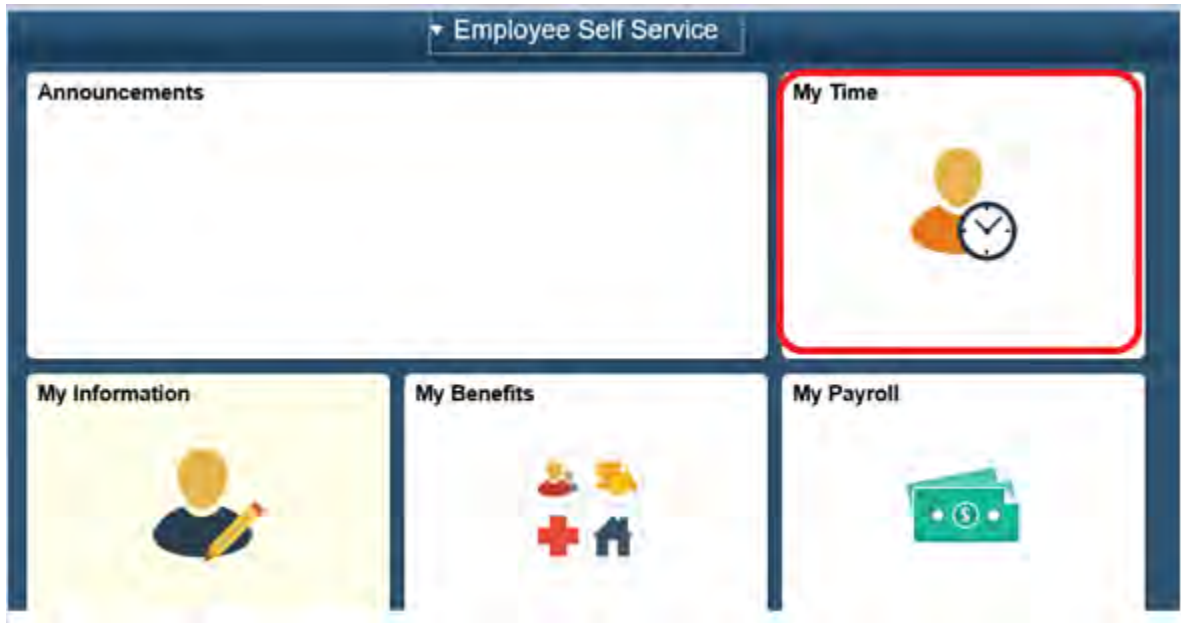 Employee Self Service
Announcements
My Time
My Information
My Benefits
My Payroll
$